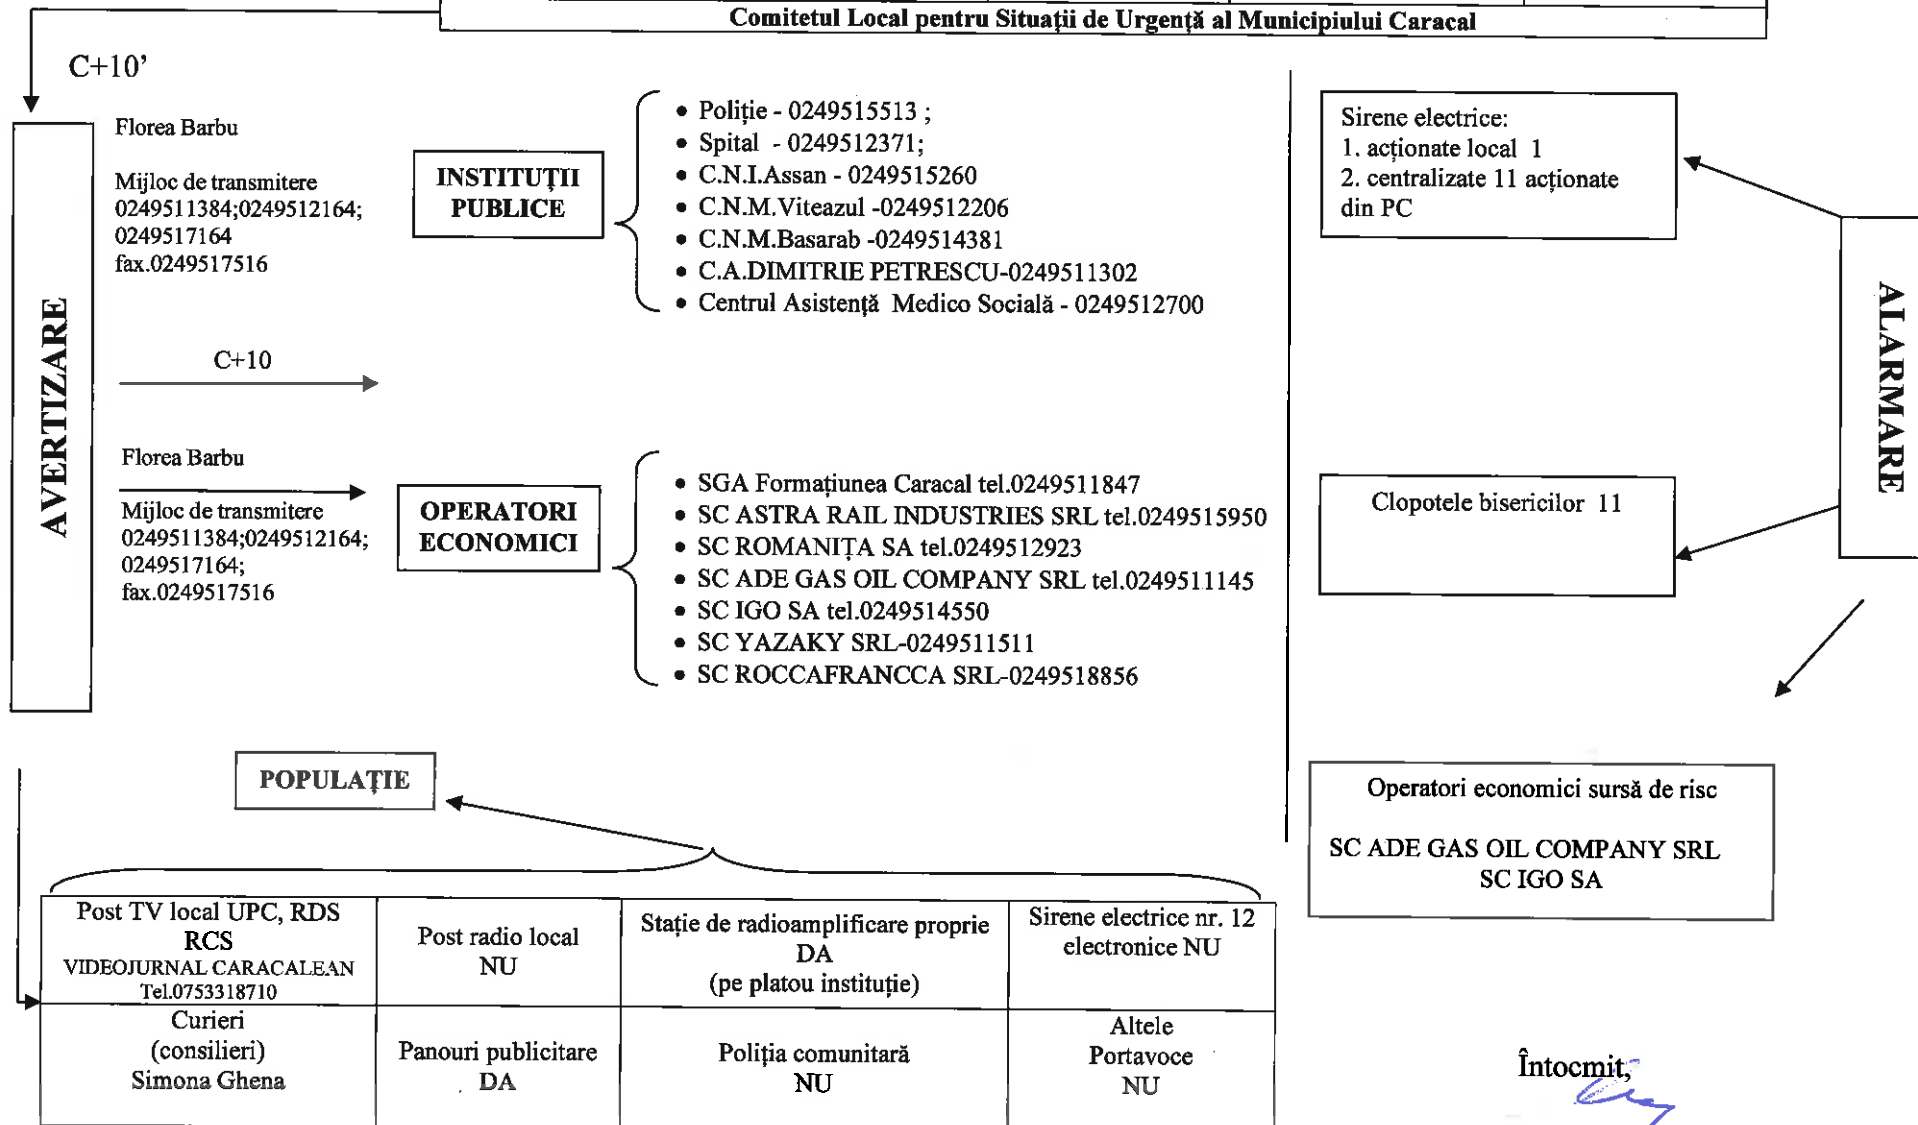 Comitetul Local pentru Situații de Urgență al Municipiului Caracal
C+10’
AVERTIZARE
Florea Barbu
Mijloc de transmitere
0249511384;0249512164;
0249517164
fax.0249517516
INSTITUȚII
PUBLICE
• Poliție - 0249515513 ;
• Spital - 0249512371;
• C.N.I.Assan - 0249515260
• C.N.M.Viteazul -0249512206
• C.N.M.Basarab -0249514381
• C.A.DIMITRIE PETRESCU-0249511302
• Centrul Asistență Medico Socială - 0249512700
C+10
Florea Barbu
Mijloc de transmitere
0249511384;0249512164;
0249517164;
fax.0249517516
OPERATORI
ECONOMICI
• SGA Formațiunea Caracal tel.0249511847
• SC ASTRA RAIL INDUSTRIES SRL tel.0249515950
• SC ROMANIȚA SA tel.0249512923
• SC ADE GAS OIL COMPANY SRL tel.0249511145
• SC IGO SA tel.0249514550
• SC YAZAKY SRL-0249511511
• SC ROCCAFRANCCA SRL-0249518856
Sirene electrice:
1. acționate local 1
2. centralizate 11 acționate
din PC
ALARMARE
Clopotele bisericilor 11
Operatori economici sursă de risc
SC ADE GAS OIL COMPANY SRL
SC IGO SA
POPULAȚIE
Post TV local UPC, RDS
RCS
VIDEOJURNAL CARACALEAN
Tel.0753318710
Post radio local
NU
Stație de radioamplificare proprie
DA
(pe platou instituție)
Sirene electrice nr. 12
electronice NU
Curieri
(consilieri)
Simona Ghena
Panouri publicitare
DA
Poliția comunitară
NU
Altele
Portavoce
NU
Întocmit,